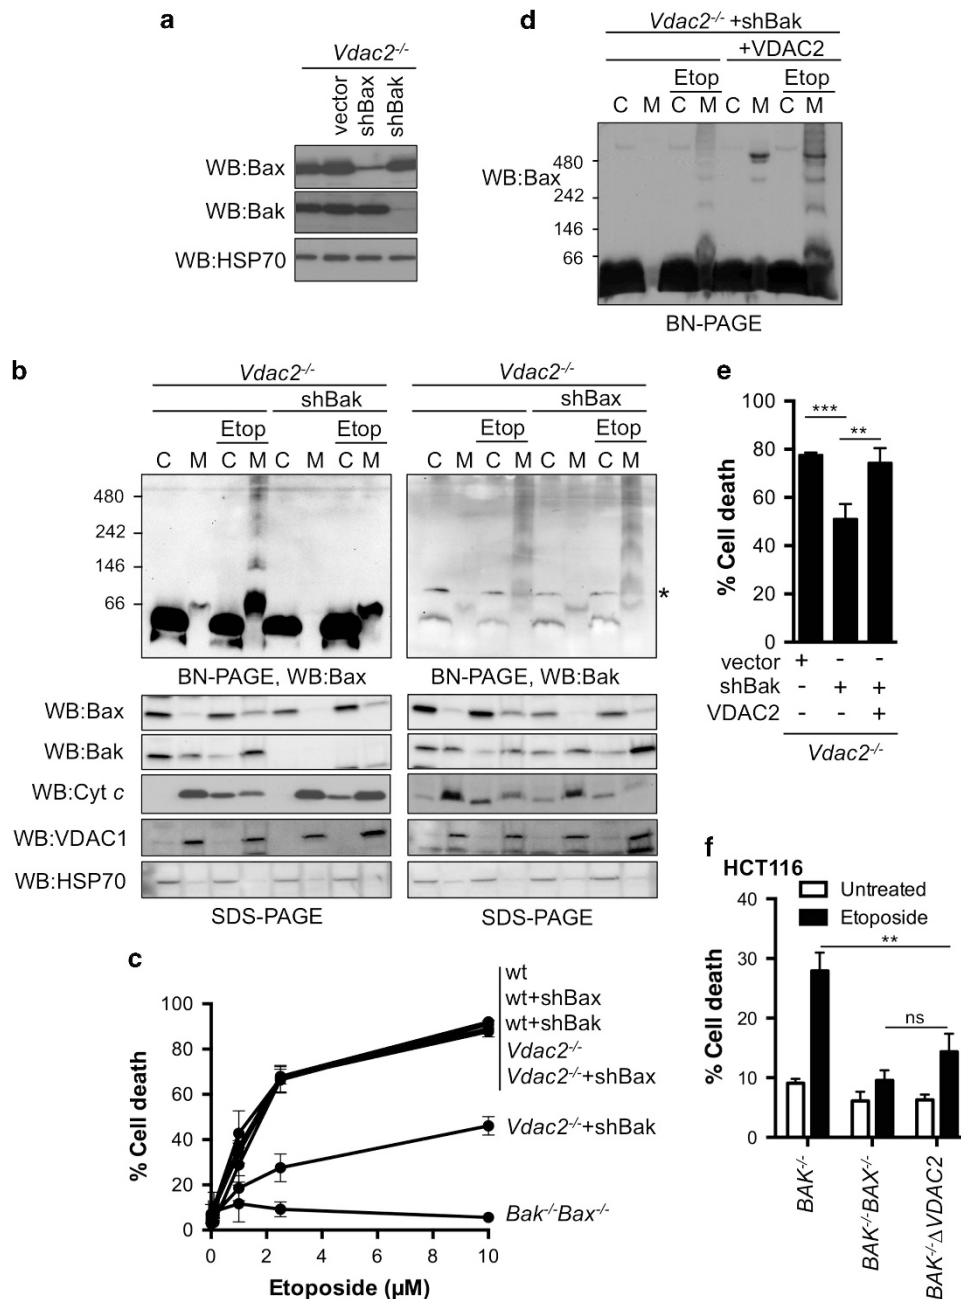 a
Vdac2-/-
vector
shBax
shBak
WB:Bax
WB:Bak
WB:HSP70
d
Vdac2-/- +shBak
+VDAC2
Etop Etop
C M C M C M C M
WB:Bax
480
242
146
66
BN-PAGE
b
Vdac2-/-
shBak
Etop Etop
C M C M C M C M
480
242
146
66
BN-PAGE, WB:Bax
Vdac2-/-
shBax
Etop Etop
C M C M C M C M
*
BN-PAGE, WB:Bak
WB:Bax
WB:Bak
WB:Cyt c
WB:VDAC1
WB:HSP70
SDS-PAGE
SDS-PAGE
e
***
**
% Cell death
100
80
60
40
20
0
vector + - -
shBak - + +
VDAC2 - - +
Vdac2-/-
c
% Cell death
100
80
60
40
20
0
0 2 4 6 8 10
Etoposide (µM)
wt
wt+shBax
wt+shBak
Vdac2-/-
Vdac2-/-+shBax
Vdac2-/-+shBak
Bak-/-Bax-/-
f
HCT116
Untreated
Etoposide
**
ns
% Cell death
40
30
20
10
0
BAK-/-
BAK-/-BAX-/-
BAK-/-ΔVDAC2